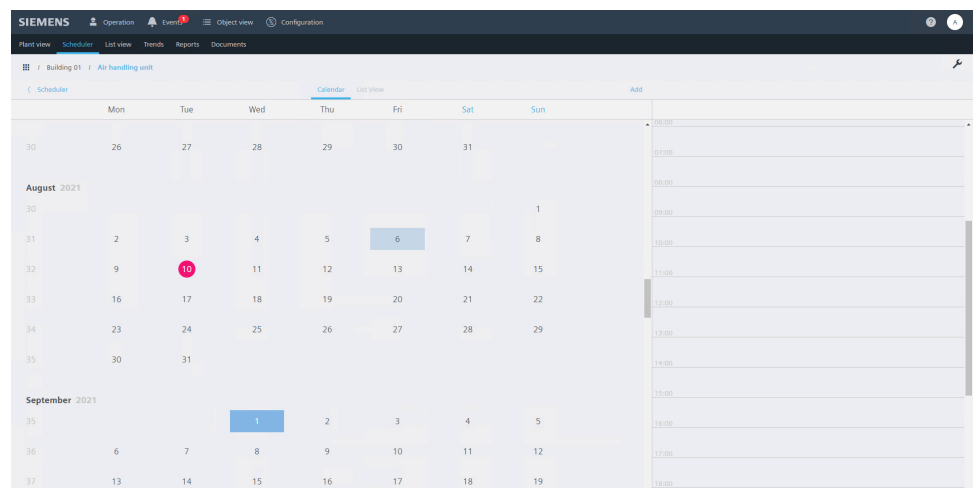 SIEMENS Operation Events 1 Object view Configuration ? A
Plant view Scheduler List view Trends Reports Documents
/ Building 01 / Air handling unit
Scheduler Calendar List View Add
Mon Tue Wed Thu Fri Sat Sun
06:00
30 26 27 28 29 30 31
07:00
August 2021
08:00
30 1
09:00
31 2 3 4 5 6 7 8
10:00
32 9 10 11 12 13 14 15
11:00
33 16 17 18 19 20 21 22
12:00
34 23 24 25 26 27 28 29
13:00
35 30 31
14:00
September 2021
15:00
35 1 2 3 4 5
16:00
36 6 7 8 9 10 11 12
17:00
37 13 14 15 16 17 18 19
18:00